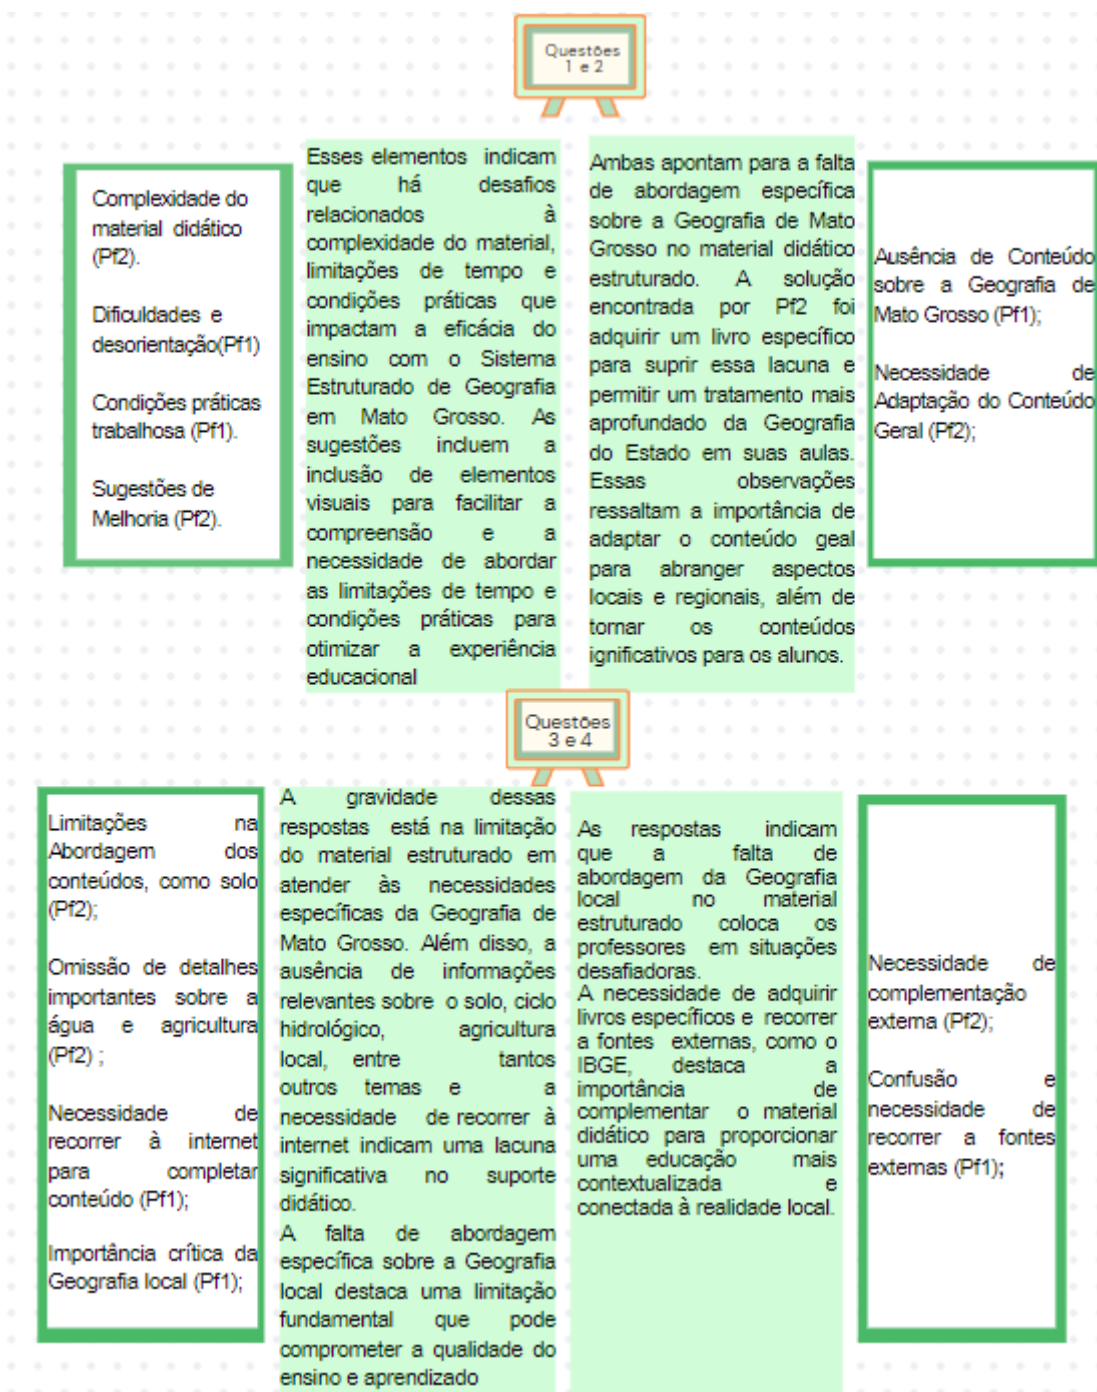 Questões
1 e 2
Complexidade do
material didático
(Pf2).
Dificuldades e
desorientação(Pf1)
Condições práticas
trabalhosa (Pf1).
Sugestões de
Melhoria (Pf2).
Esses elementos indicam
que há desafios
relacionados à
complexidade do material,
limitações de tempo e
condições práticas que
impactam a eficácia do
ensino com o Sistema
Estruturado de Geografia
em Mato Grosso. As
sugestões incluem a
inclusão de elementos
visuais para facilitar a
compreensão e a
necessidade de abordar
as limitações de tempo e
condições práticas para
otimizar a experiência
educacional
Ambas apontam para a falta
de abordagem específica
sobre a Geografia de Mato
Grosso no material didático
estruturado. A solução
encontrada por Pf2 foi
adquirir um livro específico
para suprir essa lacuna e
permitir um tratamento mais
aprofundado da Geografia
do Estado em suas aulas.
Essas observações
ressaltam a importância de
adaptar o conteúdo geal
para abranger aspectos
locais e regionais, além de
tornar os conteúdos
ignificativos para os alunos.
Ausência de Conteúdo
sobre a Geografia de
Mato Grosso (Pf1);
Necessidade de
Adaptação do Conteúdo
Geral (Pf2);
Questões
3 e 4
Limitações na
Abordagem dos
conteúdos, como solo
(Pf2);
Omissão de detalhes
importantes sobre a
água e agricultura
(Pf2) ;
Necessidade de
recorrer à internet
para completar
conteúdo (Pf1);
Importância crítica da
Geografia local (Pf1);
A gravidade dessas
respostas está na limitação
do material estruturado em
atender às necessidades
específicas da Geografia de
Mato Grosso. Além disso, a
ausência de informações
relevantes sobre o solo, ciclo
hidrológico, agricultura
local, entre tantos
outros temas e a
necessidade de recorrer à
internet indicam uma lacuna
significativa no suporte
didático.
A falta de abordagem
específica sobre a Geografia
local destaca uma limitação
fundamental que pode
comprometer a qualidade do
ensino e aprendizado
As respostas indicam
que a falta de
abordagem da Geografia
local no material
estruturado coloca os
professores em situações
desafiadoras.
A necessidade de adquirir
livros específicos e recorrer
a fontes externas, como o
IBGE, destaca a
importância de
complementar o material
didático para proporcionar
uma educação mais
contextualizada e
conectada à realidade local.
Necessidade de
complementação
externa (Pf2);
Confusão e
necessidade de
recorrer a fontes
externas (Pf1);